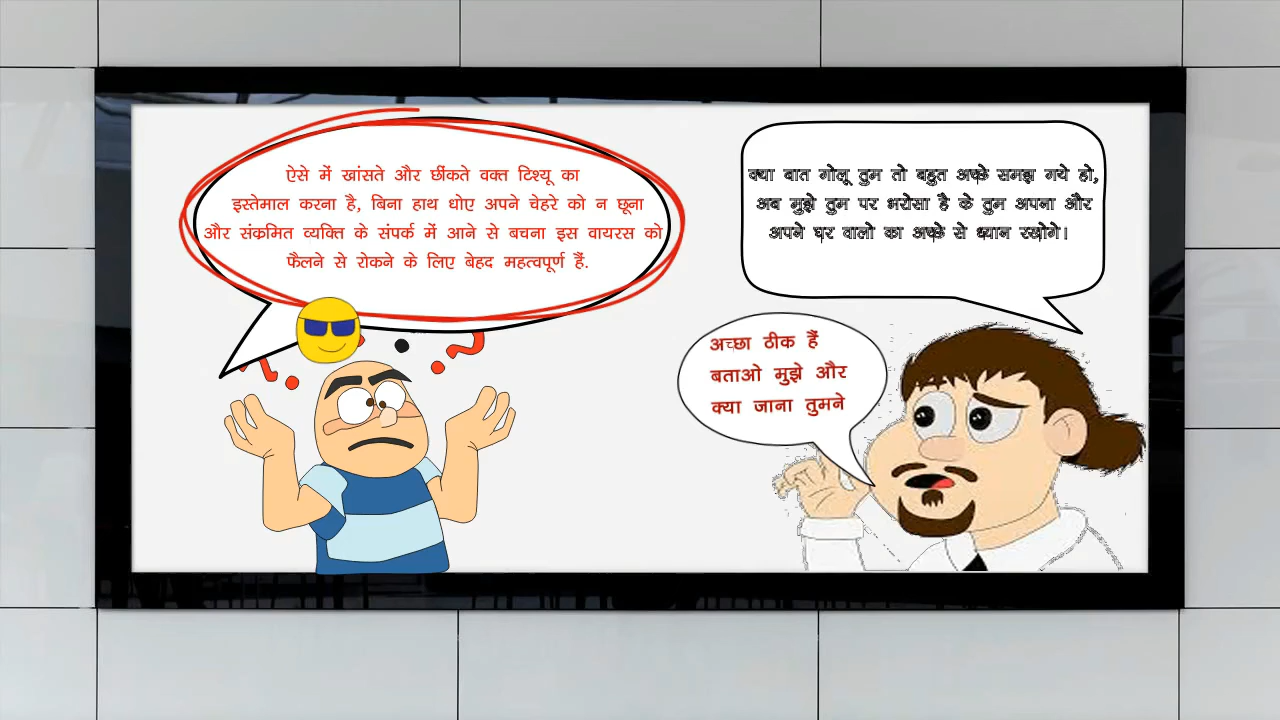 ऐसे में खांसते और छींकते वक्त टिश्यू का
इस्तेमाल करना है, बिना हाथ धोए अपने चेहरे को न छूना
और संक्रमित व्यक्ति के संपर्क में आने से बचना इस वायरस को
फैलने से रोकने के लिए बेहद महत्वपूर्ण हैं.
अच्छा ठीक हैं
बताओ मुझे और
क्या जाना तुमने
क्या बात गोलू तुम तो बहुत अच्छे समझ गये हो,
अब मुझे तुम पर भरोसा है के तुम अपना और
अपने घर वालो का अच्छे से ध्यान रखोगे।